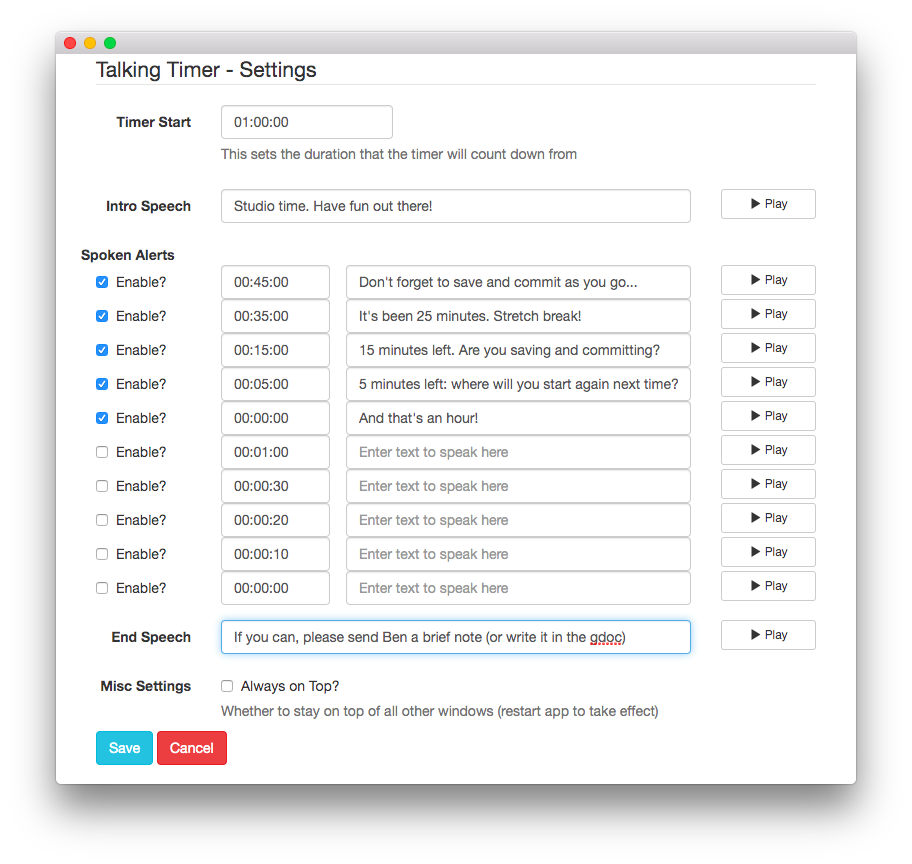 Talking Timer - Settings
Timer Start 01:00:00
This sets the duration that the timer will count down from
Intro Speech Studio time. Have fun out there! Play
Spoken Alerts
Enable? 00:45:00 Don't forget to save and commit as you go... Play
Enable? 00:35:00 It's been 25 minutes. Stretch break! Play
Enable? 00:15:00 15 minutes left. Are you saving and committing? Play
Enable? 00:05:00 5 minutes left: where will you start again next time? Play
Enable? 00:00:00 And that's an hour! Play
Enable? 00:01:00 Enter text to speak here Play
Enable? 00:00:30 Enter text to speak here Play
Enable? 00:00:20 Enter text to speak here Play
Enable? 00:00:10 Enter text to speak here Play
Enable? 00:00:00 Enter text to speak here Play
End Speech If you can, please send Ben a brief note (or write it in the gdoc) Play
Misc Settings Always on Top?
Whether to stay on top of all other windows (restart app to take effect)
Save Cancel